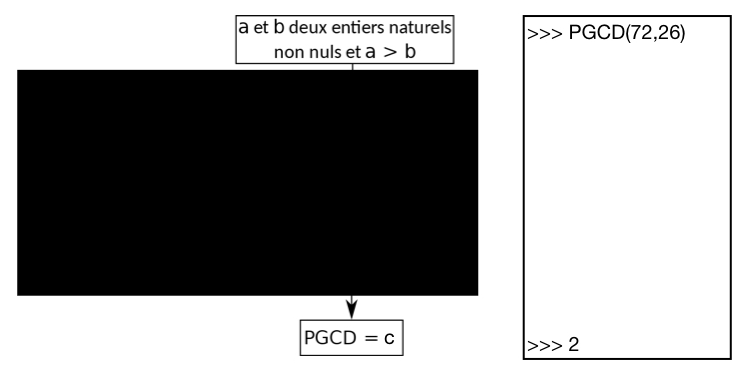 a et b deux entiers naturels
non nuls et a > b
PGCD = c
>>> PGCD(72,26)
>>> 2